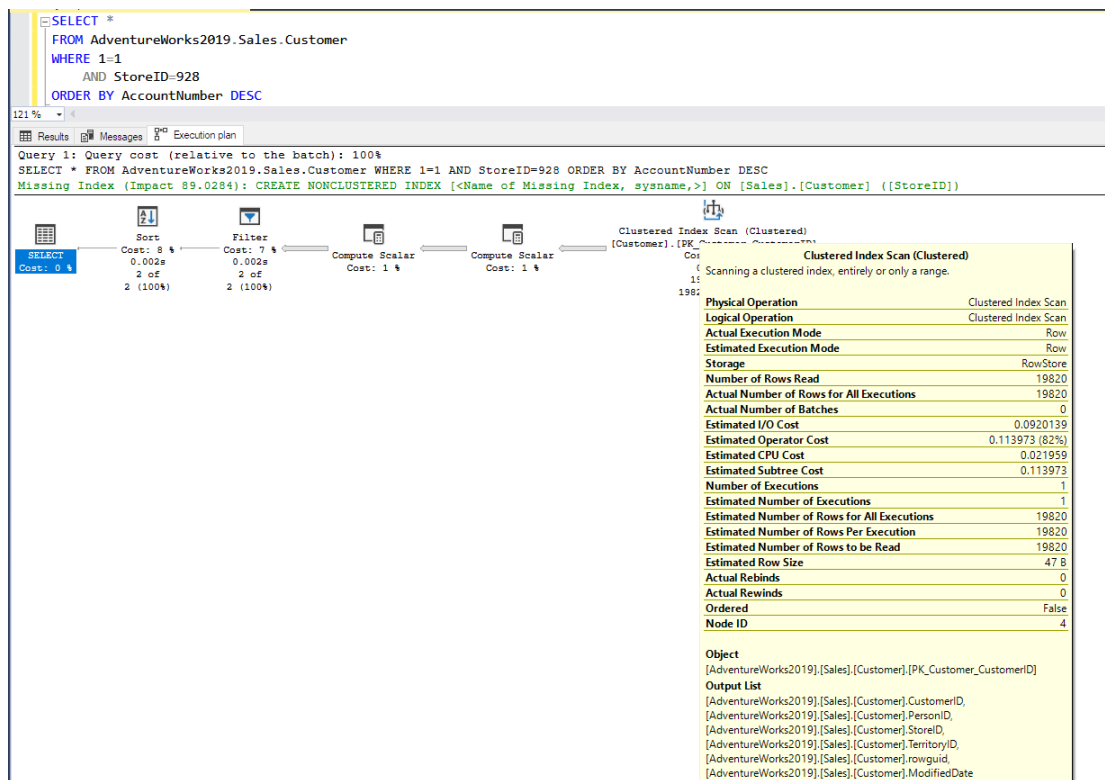 SELECT *
FROM AdventureWorks2019.Sales.Customer
WHERE 1=1
AND StoreID=928
ORDER BY AccountNumber DESC
121 %
Results Messages Execution plan
Query 1: Query cost (relative to the batch): 100%
SELECT * FROM AdventureWorks2019.Sales.Customer WHERE 1=1 AND StoreID=928 ORDER BY AccountNumber DESC
Missing Index (Impact 89.0284): CREATE NONCLUSTERED INDEX [<Name of Missing Index, sysname,>] ON [Sales].[Customer] ([StoreID])
SELECT
Cost: 0 %
Sort
Cost: 8 %
0.002s
2 of
2 (100%)
Filter
Cost: 7 %
0.002s
2 of
2 (100%)
Compute Scalar
Cost: 1 %
Compute Scalar
Cost: 1 %
Clustered Index Scan (Clustered)
[Customer].[PK_Customer_CustomerID]
Clustered Index Scan (Clustered)
Scanning a clustered index, entirely or only a range.
Physical Operation Clustered Index Scan
Logical Operation Clustered Index Scan
Actual Execution Mode Row
Estimated Execution Mode Row
Storage RowStore
Number of Rows Read 19820
Actual Number of Rows for All Executions 19820
Actual Number of Batches 0
Estimated I/O Cost 0.0920139
Estimated Operator Cost 0.113973 (82%)
Estimated CPU Cost 0.021959
Estimated Subtree Cost 0.113973
Number of Executions 1
Estimated Number of Executions 1
Estimated Number of Rows for All Executions 19820
Estimated Number of Rows Per Execution 19820
Estimated Number of Rows to be Read 19820
Estimated Row Size 47 B
Actual Rebinds 0
Actual Rewinds 0
Ordered False
Node ID 4
Object
[AdventureWorks2019].[Sales].[Customer].[PK_Customer_CustomerID]
Output List
[AdventureWorks2019].[Sales].[Customer].CustomerID,
[AdventureWorks2019].[Sales].[Customer].PersonID,
[AdventureWorks2019].[Sales].[Customer].StoreID,
[AdventureWorks2019].[Sales].[Customer].TerritoryID,
[AdventureWorks2019].[Sales].[Customer].rowguid,
[AdventureWorks2019].[Sales].[Customer].ModifiedDate